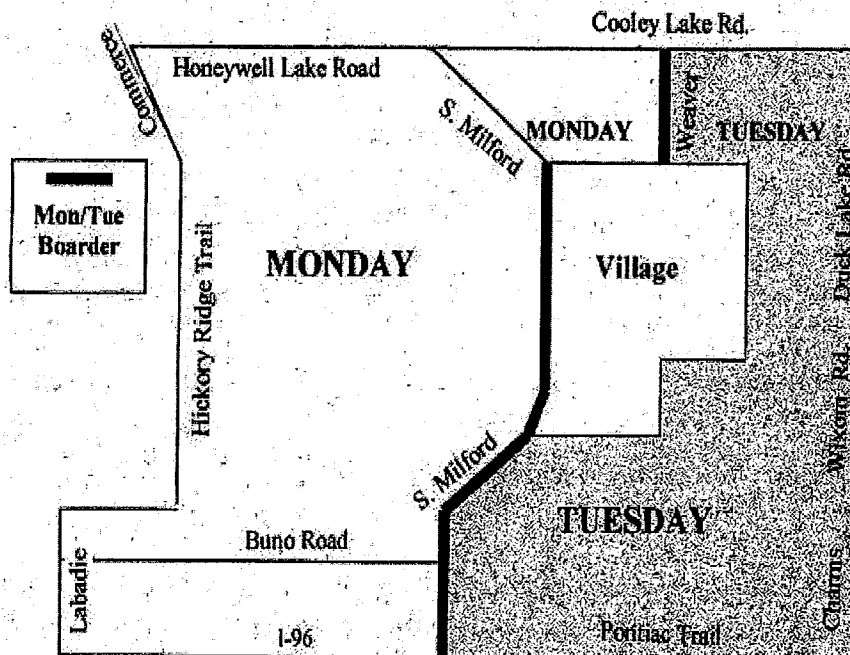 Cooley Lake Rd.
Commerce
Honeywell Lake Road
S. Milford
MONDAY
Weaver
TUESDAY
Mon/Tue
Boarder
Hickory Ridge Trail
MONDAY
Village
Duck Lake Rd.
Wixom Rd.
S. Milford
TUESDAY
Buno Road
Labadie
I-96
Pontiac Trail
Charms